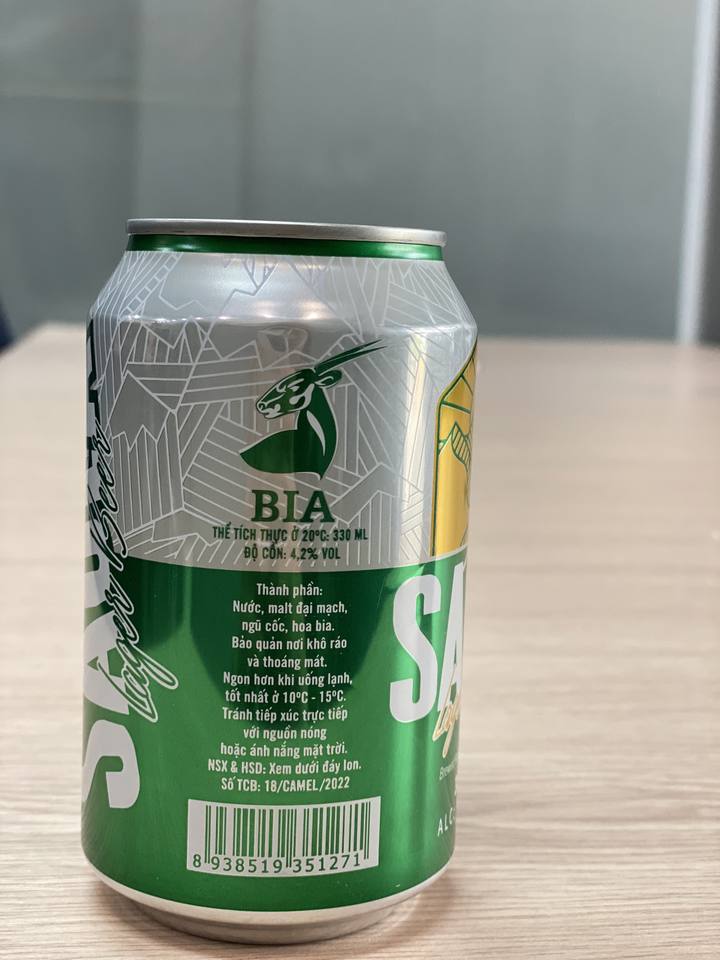 BIA
THỂ TÍCH THỰC Ở 20°C: 330 ML
ĐỘ CỒN: 4,2% VOL
Thành phần:
Nước, malt đại mạch,
ngũ cốc, hoa bia.
Bảo quản nơi khô ráo
và thoáng mát.
Ngon hơn khi uống lạnh,
tốt nhất ở 10°C - 15°C.
Tránh tiếp xúc trực tiếp
với nguồn nóng
hoặc ánh nắng mặt trời.
NSX & HSD: Xem dưới đáy lon.
Số TCB: 18/CAMEL/2022
8 938519 351271
Lager Beer
SA